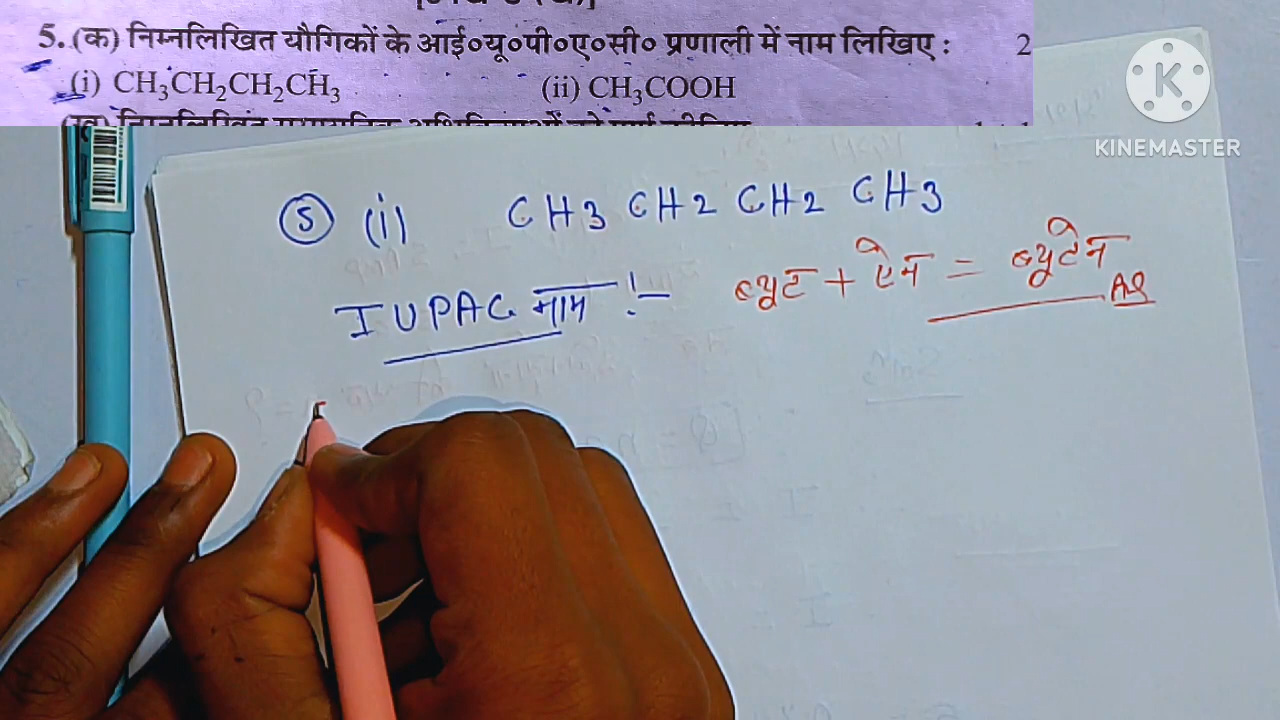 5. (क) निम्नलिखित यौगिकों के आई०यू०पी०ए०सी० प्रणाली में नाम लिखिए : 2
(i) CH₃CH₂CH₂CH₃ (ii) CH₃COOH
KINEMASTER
5 (i) CH3 CH2 CH2 CH3
IUPAC नाम :- ब्यूट + ऐन = ब्यूटेन
As